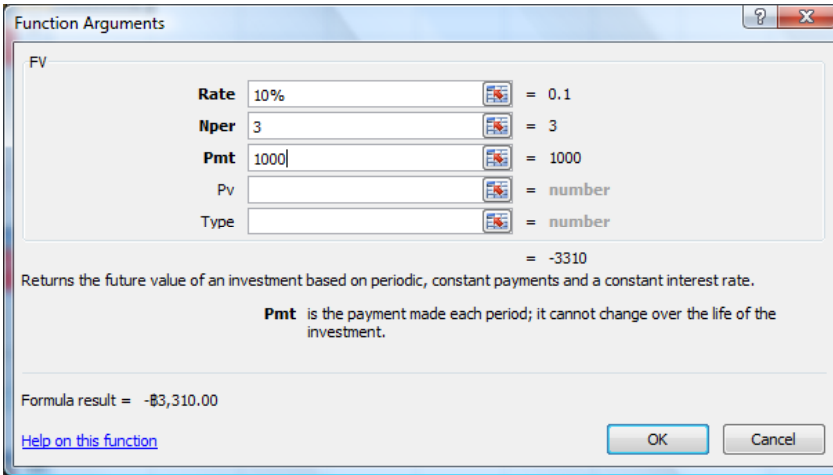 Function Arguments
FV
Rate 10% = 0.1
Nper 3 = 3
Pmt 1000 = 1000
Pv = number
Type = number
= -3310
Returns the future value of an investment based on periodic, constant payments and a constant interest rate.
Pmt is the payment made each period; it cannot change over the life of the
investment.
Formula result = -฿3,310.00
Help on this function OK Cancel